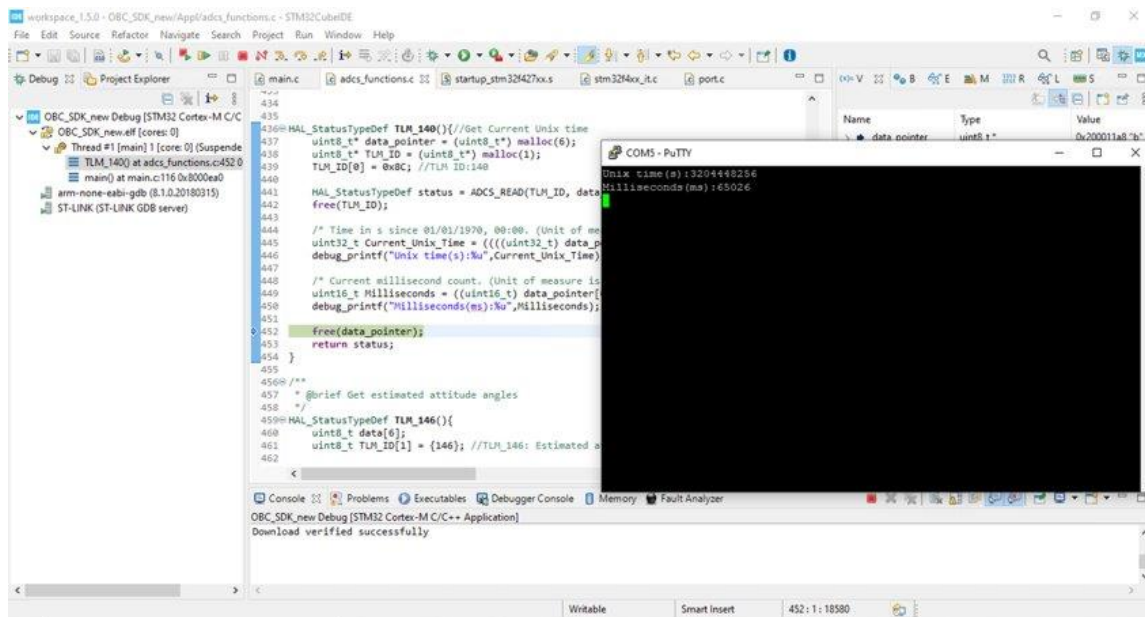 workspace_1.5.0 - OBC_SDK_new/Appl/adcs_functions.c - STM32CubeIDE
File Edit Source Refactor Navigate Search Project Run Window Help
Debug Project Explorer
main.c adcs_functions.c startup_stm32f427xx.s stm32f4xx_it.c port.c
OBC_SDK_new Debug [STM32 Cortex-M C/C
OBC_SDK_new.elf [cores: 0]
Thread #1 [main] 1 [core: 0] (Suspende
TLM_140() at adcs_functions.c:452 0
main() at main.c:116 0x8000ea0
arm-none-eabi-gdb (8.1.0.20180315)
ST-LINK (ST-LINK GDB server)
434
435
436 HAL_StatusTypeDef TLM_140(){//Get Current Unix time
437 uint8_t* data_pointer = (uint8_t*) malloc(6);
438 uint8_t* TLM_ID = (uint8_t*) malloc(1);
439 TLM_ID[0] = 0x8C; //TLM ID:140
440
441 HAL_StatusTypeDef status = ADCS_READ(TLM_ID, data
442 free(TLM_ID);
443
444 /* Time in s since 01/01/1970, 00:00. (Unit of me
445 uint32_t Current_Unix_Time = ((((uint32_t) data_p
446 debug_printf("Unix time(s):%u",Current_Unix_Time)
447
448 /* Current millisecond count. (Unit of measure is
449 uint16_t Milliseconds = ((uint16_t) data_pointer[
450 debug_printf("Milliseconds(ms):%u",Milliseconds);
451
452 free(data_pointer);
453 return status;
454 }
455
456 /**
457 * @brief Get estimated attitude angles
458 */
459 HAL_StatusTypeDef TLM_146(){
460 uint8_t data[6];
461 uint8_t TLM_ID[1] = {146}; //TLM_146: Estimated a
462
Name Type Value
data_pointer uint8_t * 0x200011a8 "b"
COM5 - PuTTY
Unix time(s):3204448256
Milliseconds(ms):65026
Console Problems Executables Debugger Console Memory Fault Analyzer
OBC_SDK_new Debug [STM32 Cortex-M C/C++ Application]
Download verified successfully
Writable Smart Insert 452 : 1 : 18580